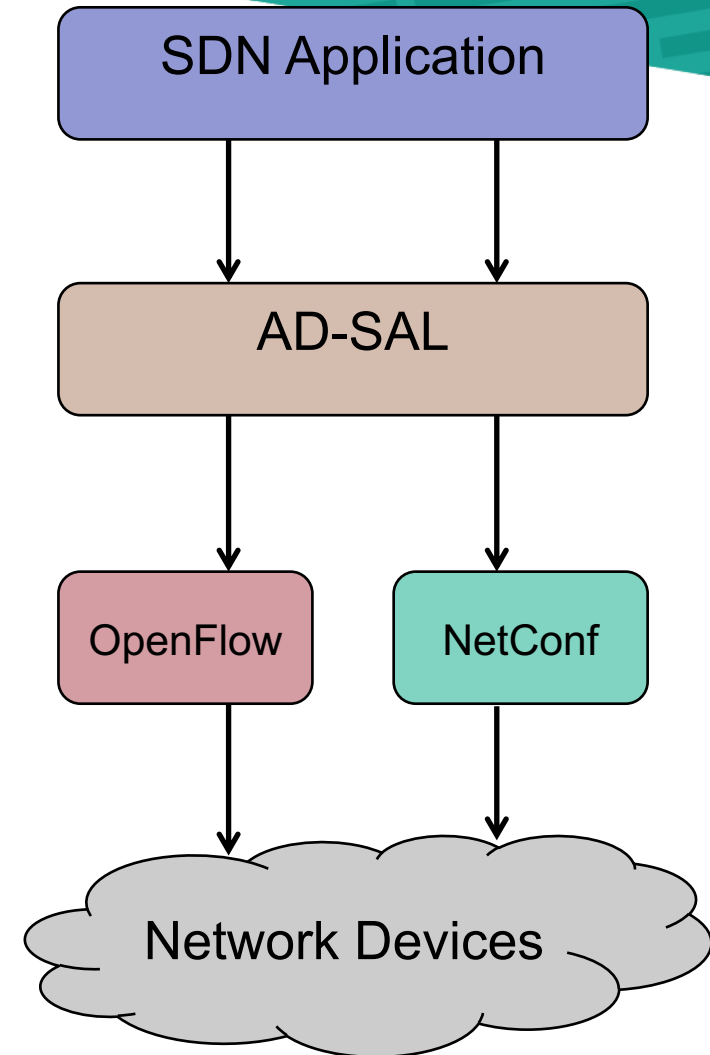 SDN Application
AD-SAL
OpenFlow
NetConf
Network Devices